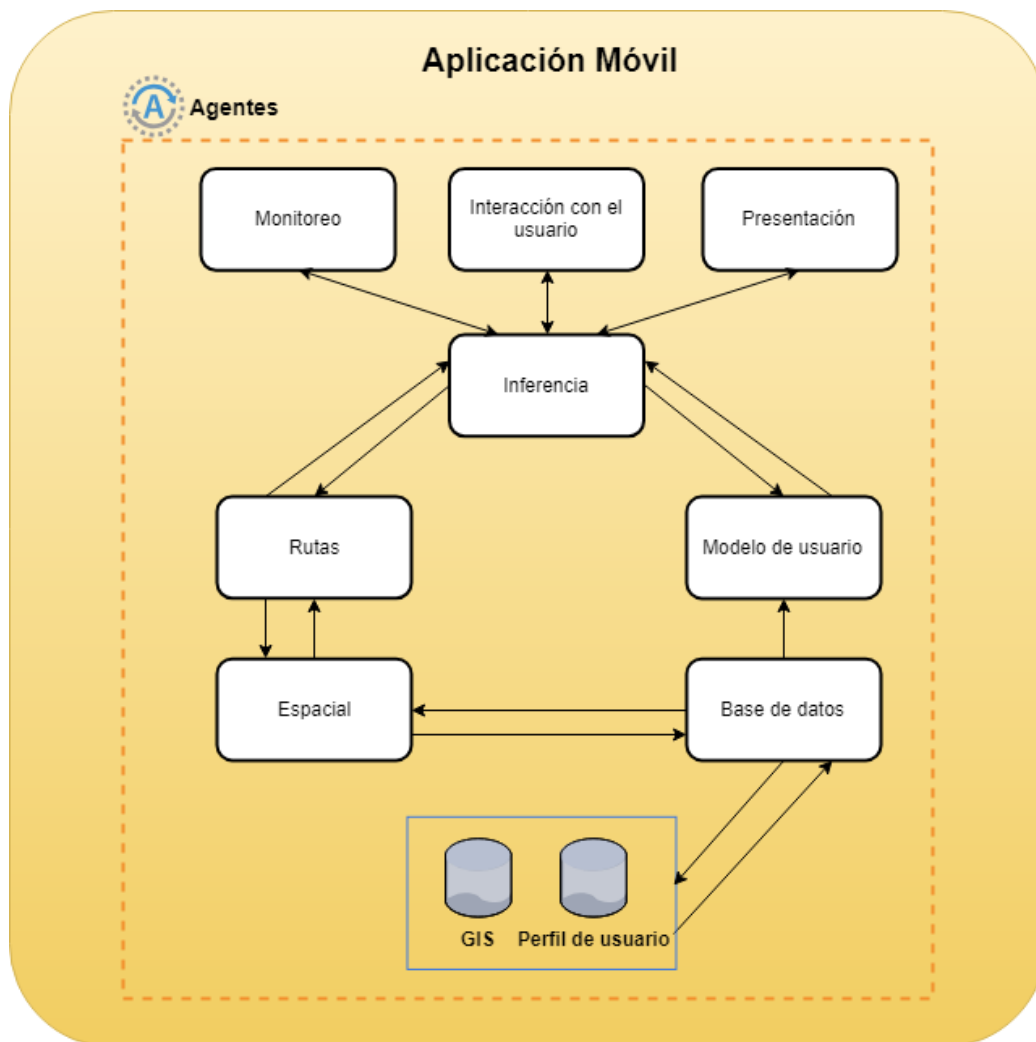 Aplicación Móvil
A
Agentes
Monitoreo
Interacción con el
usuario
Presentación
Inferencia
Rutas
Modelo de usuario
Espacial
Base de datos
GIS
Perfil de usuario